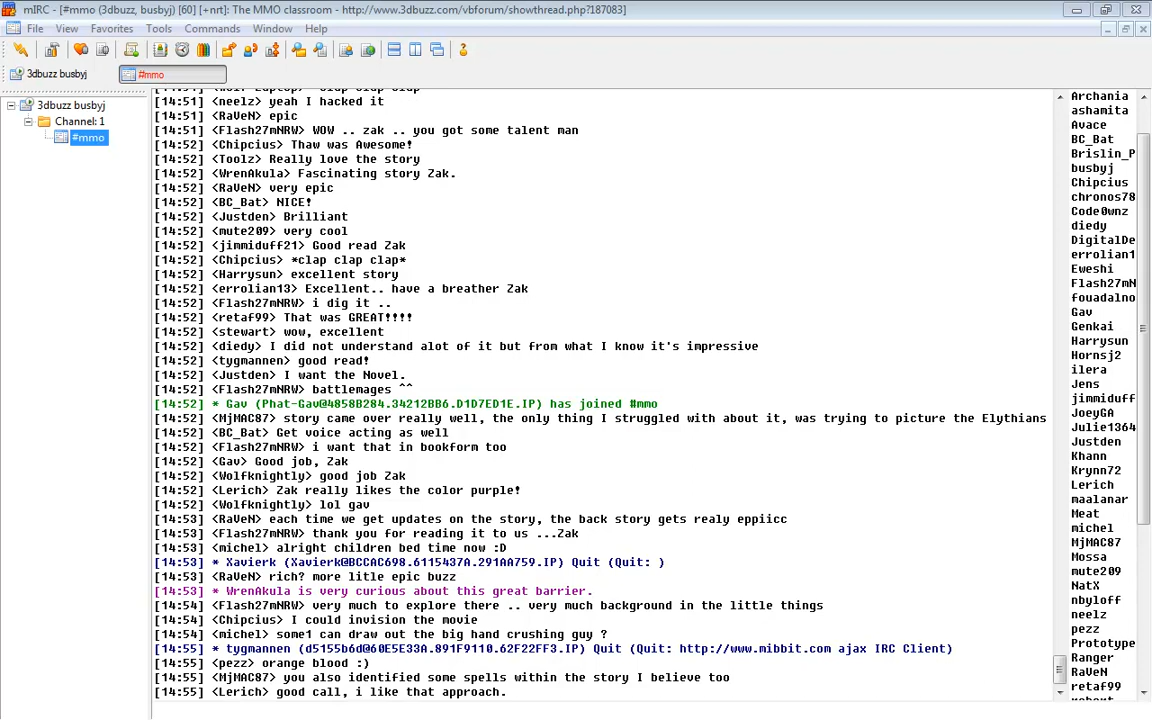 mIRC - [#mmo (3dbuzz, busbyj) [60] [+nrt]: The MMO classroom - http://www.3dbuzz.com/vbforum/showthread.php?187083]
File View Favorites Tools Commands Window Help
3dbuzz busbyj #mmo
3dbuzz busbyj
Channel: 1
#mmo
[14:51] <neelz> yeah I hacked it
[14:51] <RaVeN> epic
[14:51] <Flash27mNRW> WOW .. zak .. you got some talent man
[14:52] <Chipcius> Thaw was Awesome!
[14:52] <Toolz> Really love the story
[14:52] <WrenAkula> Fascinating story Zak.
[14:52] <RaVeN> very epic
[14:52] <BC_Bat> NICE!
[14:52] <Justden> Brilliant
[14:52] <mute209> very cool
[14:52] <jimmiduff21> Good read Zak
[14:52] <Chipcius> *clap clap clap*
[14:52] <Harrysun> excellent story
[14:52] <errolian13> Excellent.. have a breather Zak
[14:52] <Flash27mNRW> i dig it ..
[14:52] <retaf99> That was GREAT!!!!
[14:52] <stewart> wow, excellent
[14:52] <diedy> I did not understand alot of it but from what I know it's impressive
[14:52] <tygmannen> good read!
[14:52] <Justden> I want the Novel.
[14:52] <Flash27mNRW> battlemages ^^
[14:52] * Gav (Phat-Gav@4858B284.34212BB6.D1D7ED1E.IP) has joined #mmo
[14:52] <MjMAC87> story came over really well, the only thing I struggled with about it, was trying to picture the Elythians
[14:52] <BC_Bat> Get voice acting as well
[14:52] <Flash27mNRW> i want that in bookform too
[14:52] <Gav> Good job, Zak
[14:52] <Wolfknightly> good job Zak
[14:52] <Lerich> Zak really likes the color purple!
[14:52] <Wolfknightly> lol gav
[14:53] <RaVeN> each time we get updates on the story, the back story gets realy eppiicc
[14:53] <Flash27mNRW> thank you for reading it to us ...Zak
[14:53] <michel> alright children bed time now :D
[14:53] * Xavierk (Xavierk@BCCAC698.6115437A.291AA759.IP) Quit (Quit: )
[14:53] <RaVeN> rich? more little epic buzz
[14:53] * WrenAkula is very curious about this great barrier.
[14:54] <Flash27mNRW> very much to explore there .. very much background in the little things
[14:54] <Chipcius> I could invision the movie
[14:54] <michel> some1 can draw out the big hand crushing guy ?
[14:55] * tygmannen (d5155b6d@60E5E33A.891F9110.62F22FF3.IP) Quit (Quit: http://www.mibbit.com ajax IRC Client)
[14:55] <pezz> orange blood :)
[14:55] <MjMAC87> you also identified some spells within the story I believe too
[14:55] <Lerich> good call, i like that approach.
Archania
ashamita
Avace
BC_Bat
Brislin_P
busbyj
Chipcius
chronos78
Code0wnz
diedy
DigitalDe
errolian1
Eweshi
Flash27mN
fouadalno
Gav
Genkai
Harrysun
Hornsj2
ilera
Jens
jimmiduff
JoeyGA
Julie1364
Justden
Khann
Krynn72
Lerich
maalanar
Meat
michel
MjMAC87
Mossa
mute209
NatX
nbyloff
neelz
pezz
Prototype
Ranger
RaVeN
retaf99